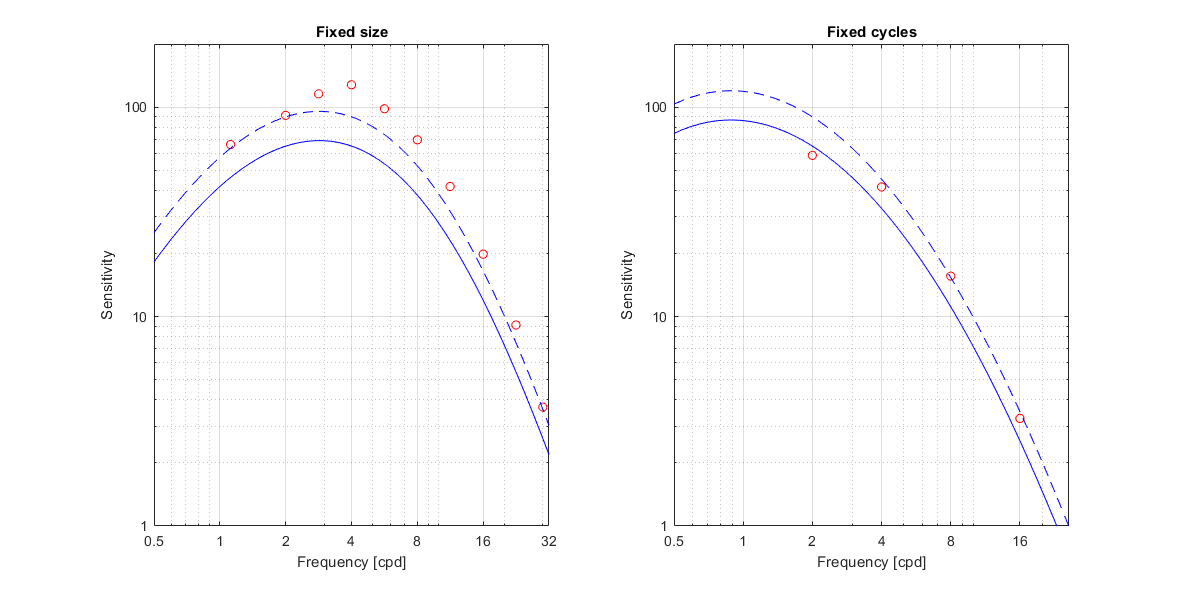 Fixed size
Sensitivity
100
10
1
0.5 1 2 4 8 16 32
Frequency [cpd]
Fixed cycles
Sensitivity
100
10
1
0.5 1 2 4 8 16
Frequency [cpd]